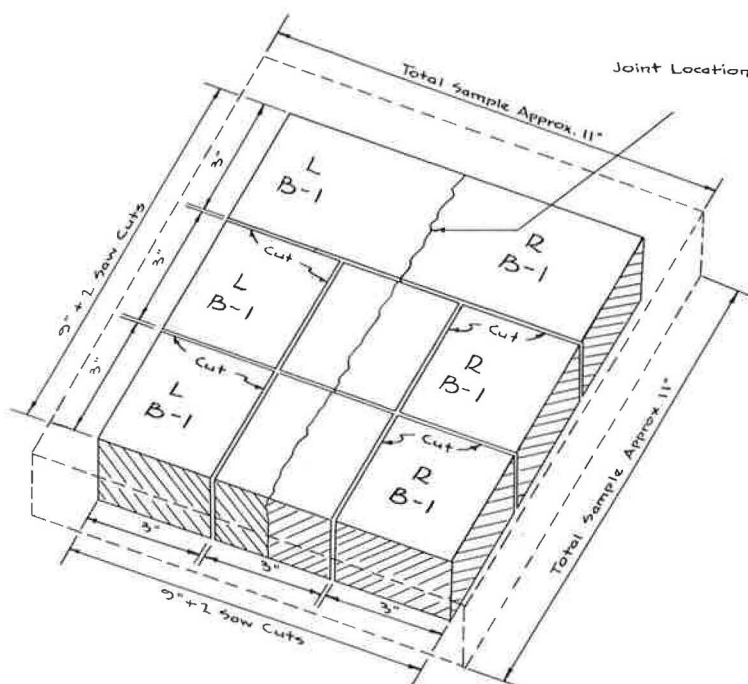 Joint Location
Total Sample Approx. 11"
3"
L
B-1
R
B-1
9" + 2 Saw Cuts
3"
Cut
L
B-1
Cut
R
B-1
3"
Cut
L
B-1
Cut
R
B-1
Total Sample Approx 11"
3"
3"
3"
9" + 2 Saw Cuts